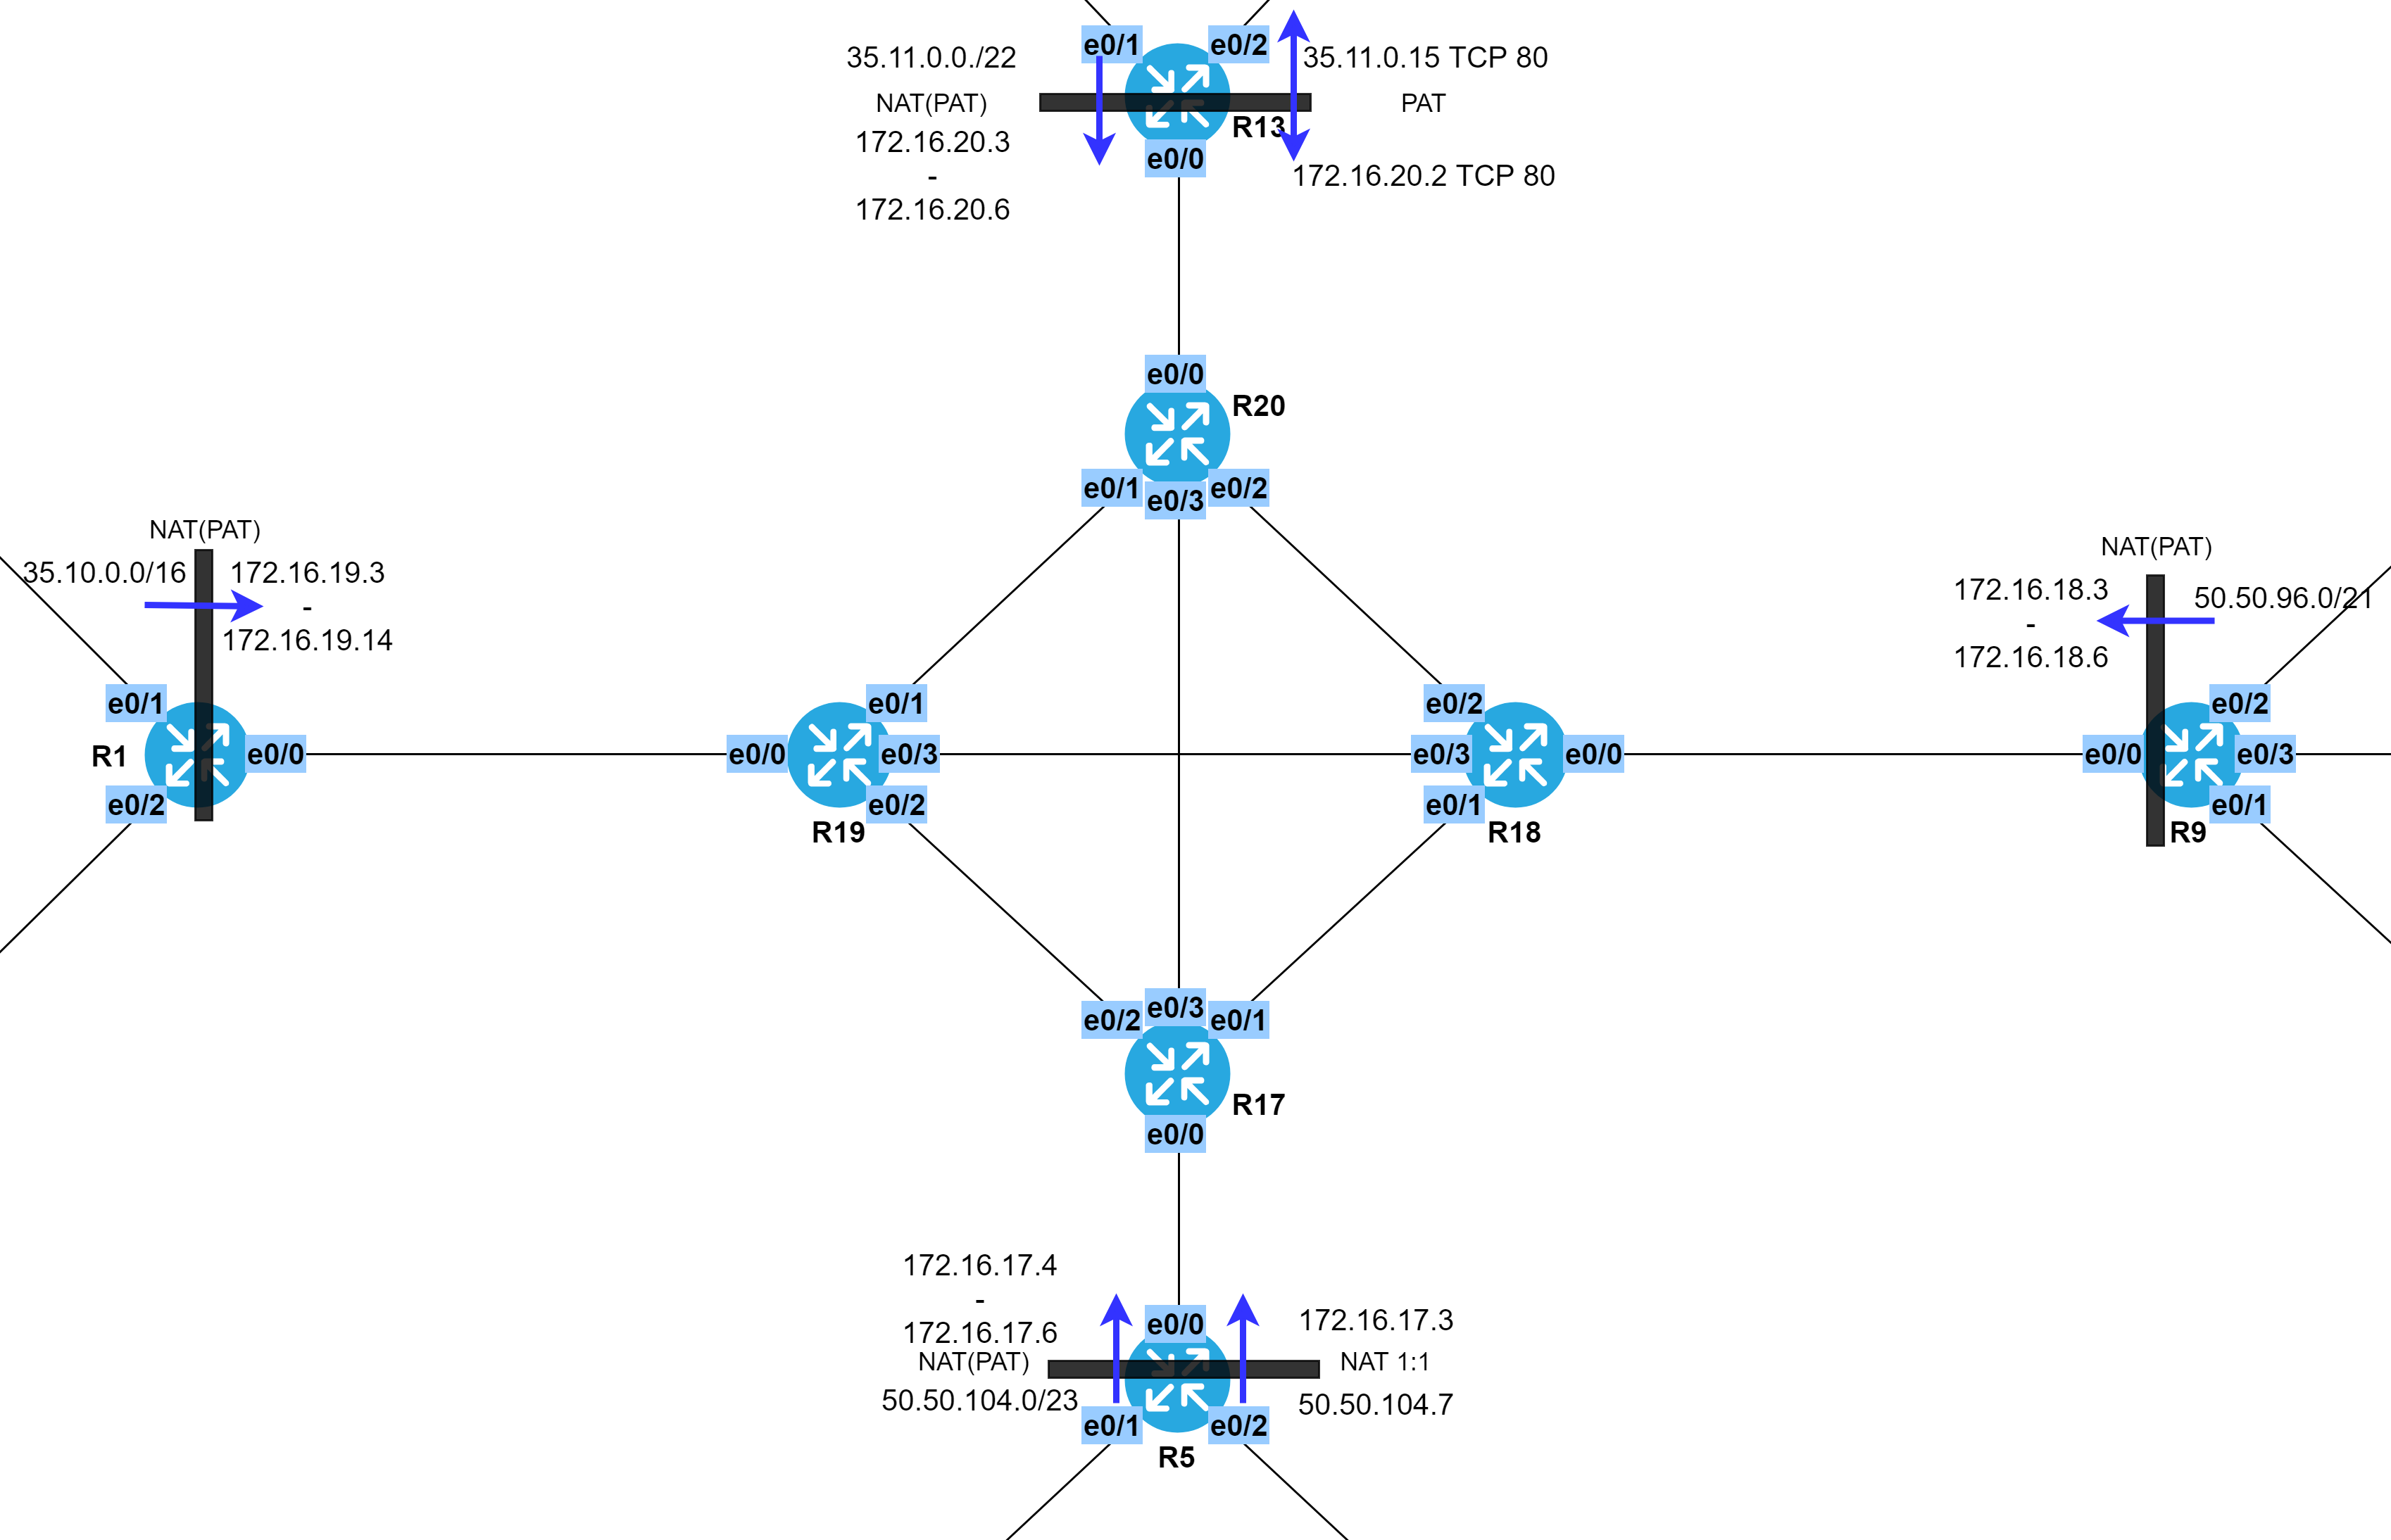 e0/1
e0/2
35.11.0.0./22
35.11.0.15 TCP 80
NAT(PAT)
PAT
172.16.20.3
R13
-
e0/0
172.16.20.2 TCP 80
172.16.20.6
e0/0
R20
e0/1
e0/3
e0/2
NAT(PAT)
35.10.0.0/16
172.16.19.3
-
172.16.19.14
NAT(PAT)
172.16.18.3
50.50.96.0/21
-
172.16.18.6
e0/1
R1
e0/0
e0/2
e0/0
e0/1
e0/3
e0/2
R19
e0/2
e0/3
e0/0
e0/1
R18
e0/0
e0/2
e0/3
e0/1
R9
e0/2
e0/3
e0/1
R17
e0/0
172.16.17.4
-
172.16.17.6
e0/0
172.16.17.3
NAT(PAT)
NAT 1:1
50.50.104.0/23
50.50.104.7
e0/1
e0/2
R5